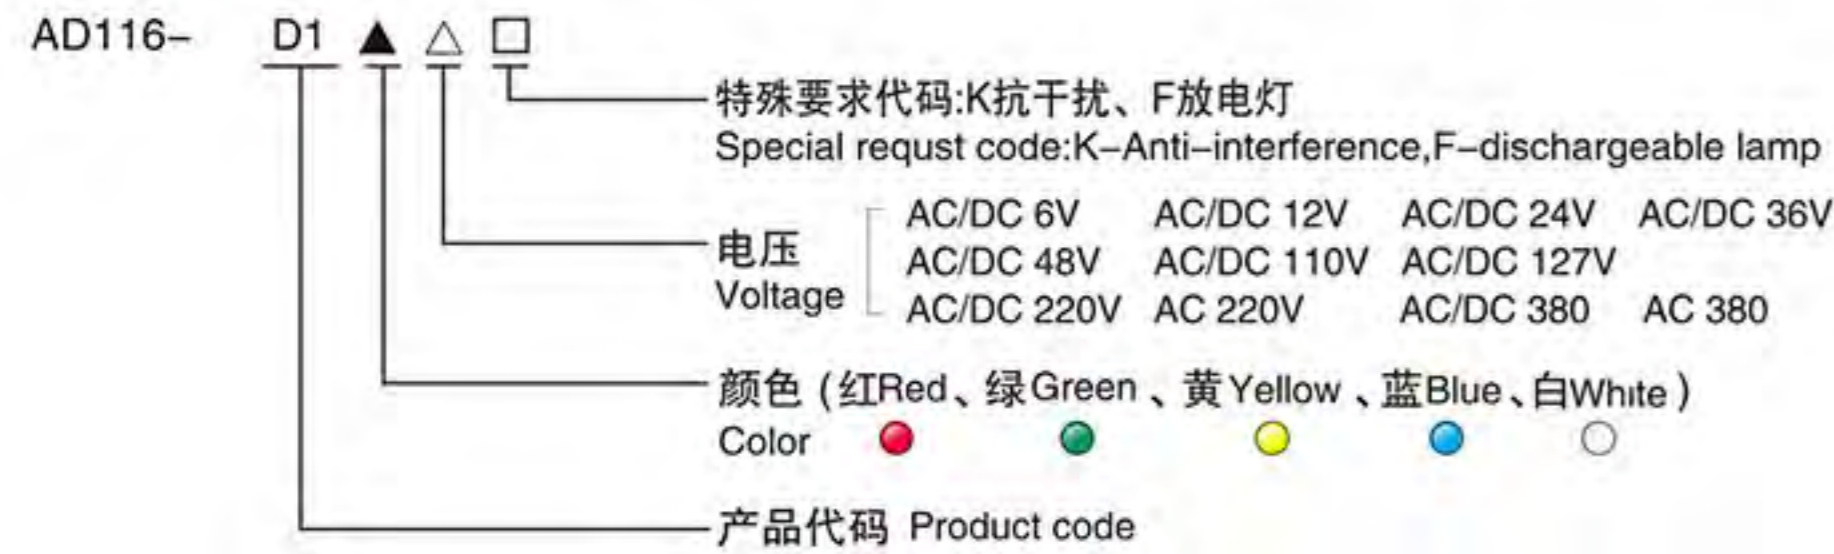 AD116– D1 ▲ △ □
特殊要求代码:K抗干扰、F放电灯
Special requst code:K–Anti–interference,F–dischargeable lamp
电压
Voltage
AC/DC 6V AC/DC 12V AC/DC 24V AC/DC 36V
AC/DC 48V AC/DC 110V AC/DC 127V
AC/DC 220V AC 220V AC/DC 380 AC 380
颜色 (红Red、绿Green、黄Yellow、蓝Blue、白White)
Color
产品代码 Product code